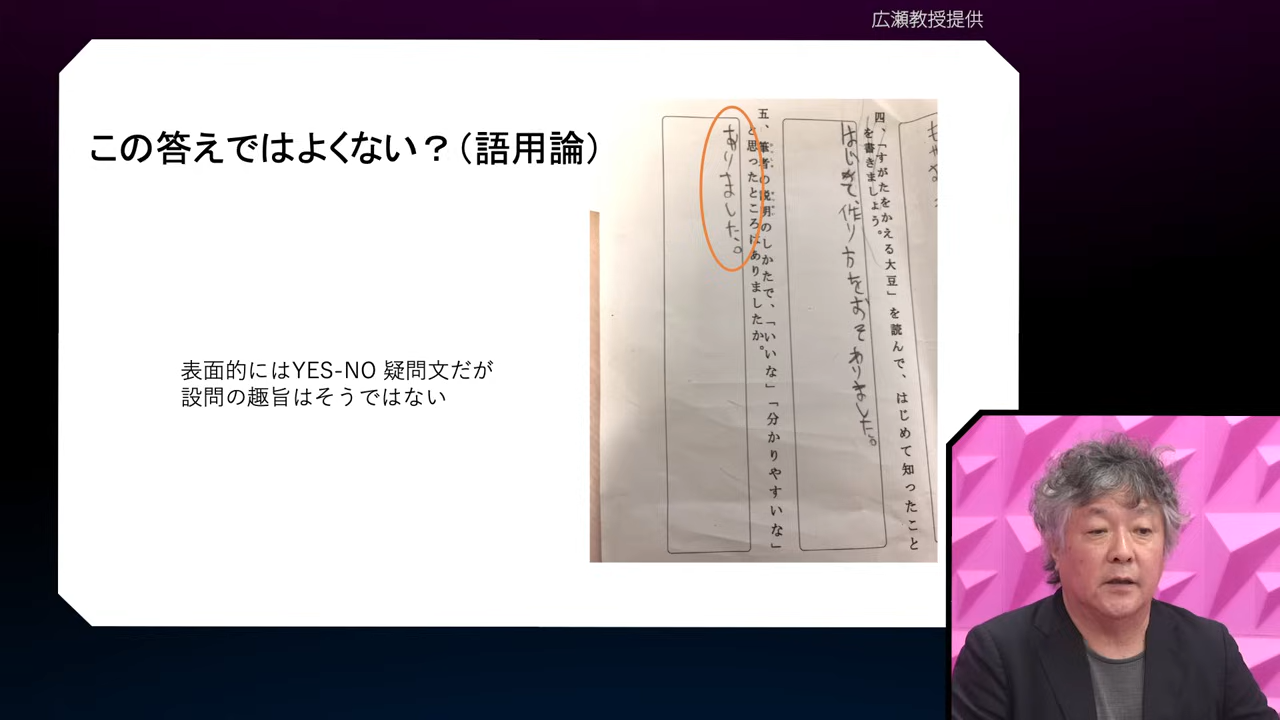 広瀬教授提供
この答えではよくない？（語用論）
表面的にはYES-NO 疑問文だが
設問の趣旨はそうではない
四、「すがたをかえる大豆」を読んで、はじめて知ったこと
を書きましょう。
はじめて、作り方をおそわりました。
五、筆者の説明のしかたで、「いいな」「分かりやすいな」
と思ったところはありましたか。
ありました。